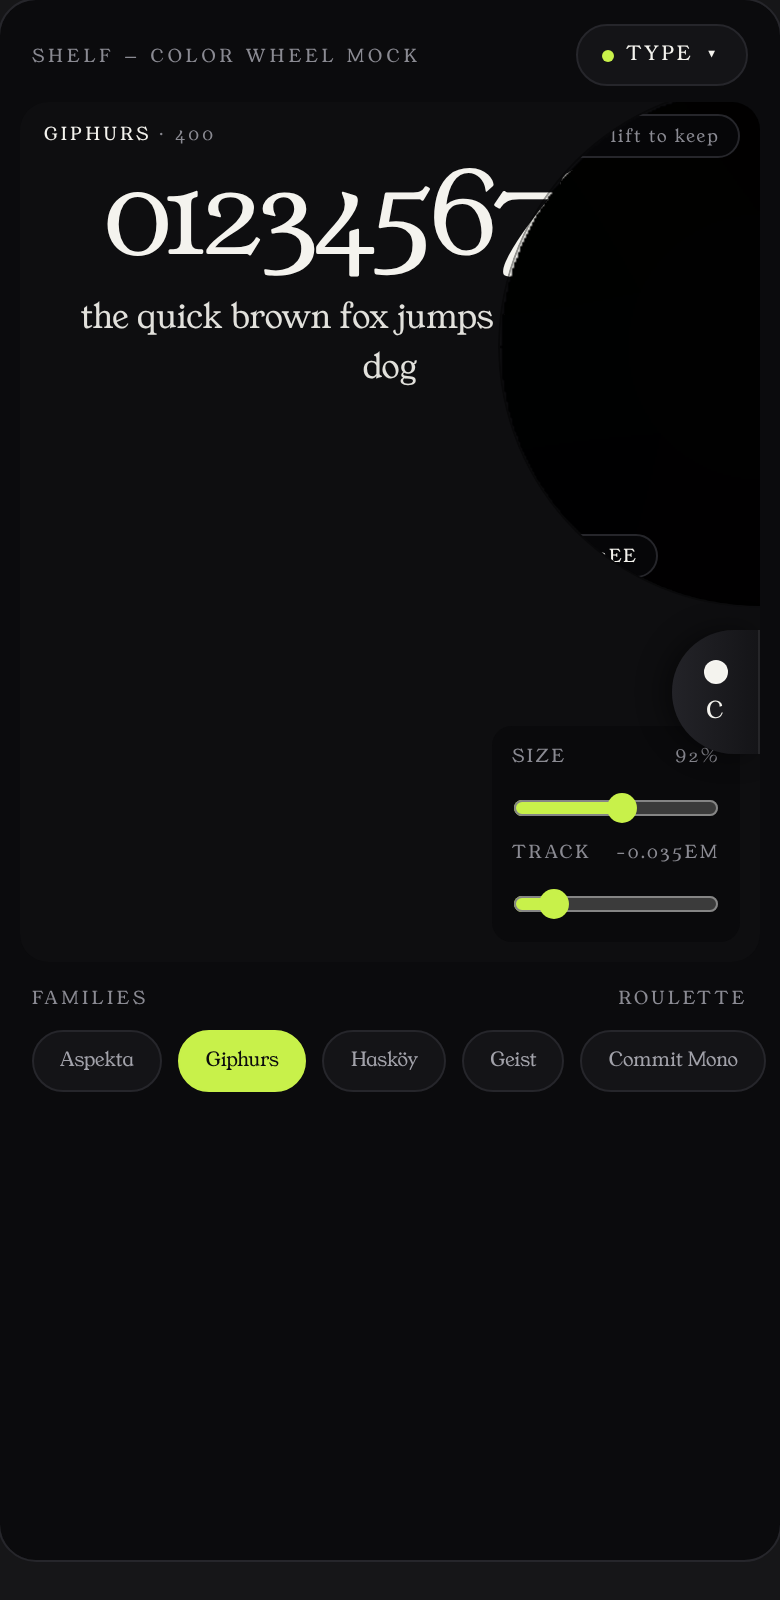 SHELF – COLOR WHEEL MOCK
TYPE ▾
GIPHURS · 400
lift to keep
01234567
the quick brown fox jumps
dog
C
SIZE 92%
TRACK -0.035EM
FAMILIES ROULETTE
Aspekta Giphurs Hasköy Geist Commit Mono